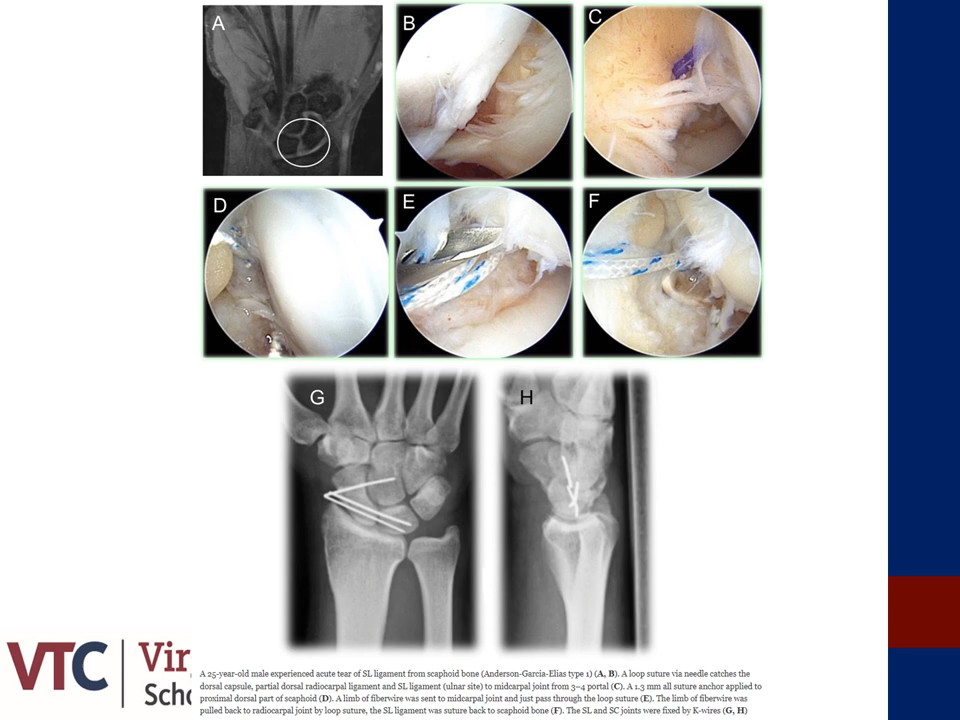 A
B
C
D
E
F
G
H
VTC
Vir
Scho
A 25-year-old male experienced acute tear of SL ligament from scaphoid bone (Anderson-Garcia-Elias type 1) (A, B). A loop suture via needle catches the
dorsal capsule, partial dorsal radiocarpal ligament and SL ligament (ulnar site) to midcarpal joint from 3–4 portal (C). A 1.3 mm all suture anchor applied to
proximal dorsal part of scaphoid (D). A limb of fiberwire was sent to midcarpal joint and just pass through the loop suture (E). The limb of fiberwire was
pulled back to radiocarpal joint by loop suture, the SL ligament was suture back to scaphoid bone (F). The SL and SC joints were fixed by K-wires (G, H)